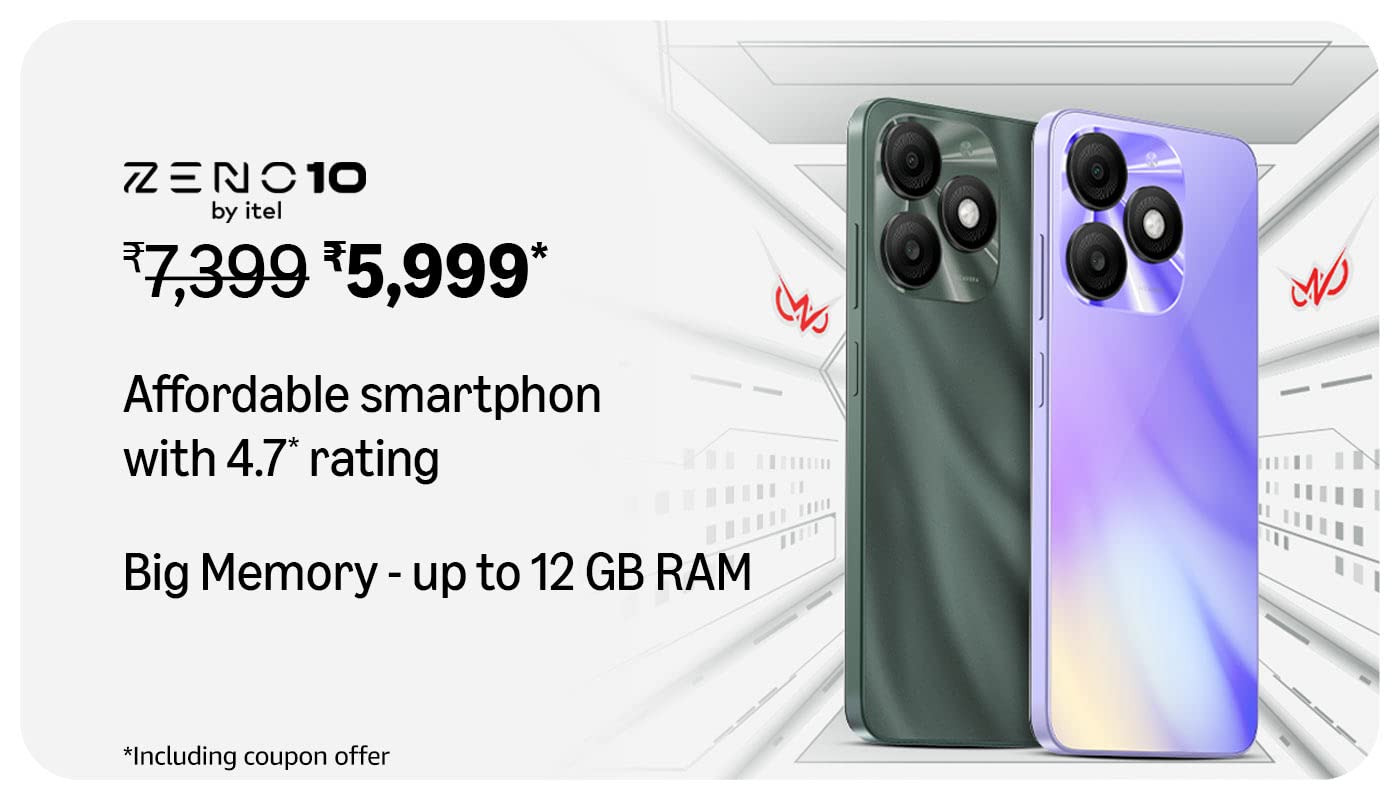 ZENO10
by itel
₹7,399 ₹5,999*
Affordable smartphon
with 4.7* rating
Big Memory - up to 12 GB RAM
*Including coupon offer